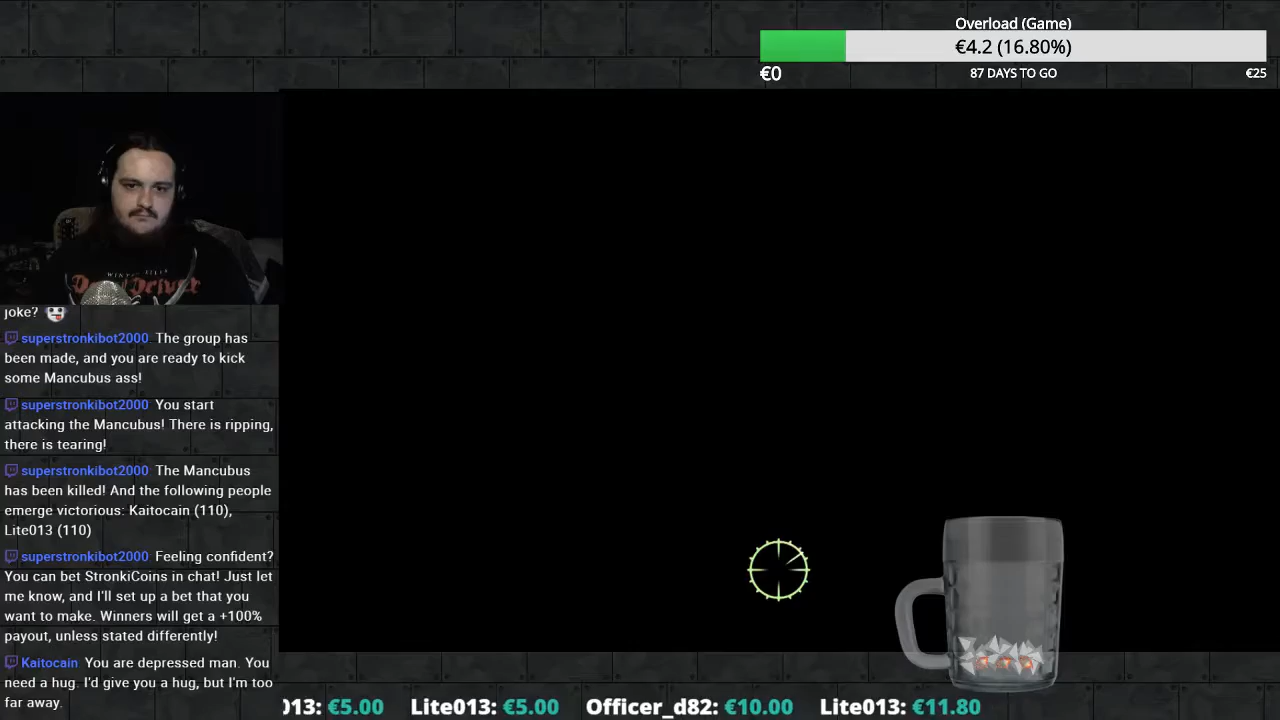 Overload (Game)
€4.2 (16.80%)
€0
87 DAYS TO GO
€25
joke?
superstronkibot2000 The group has
been made, and you are ready to kick
some Mancubus ass!
superstronkibot2000 You start
attacking the Mancubus! There is ripping,
there is tearing!
superstronkibot2000 The Mancubus
has been killed! And the following people
emerge victorious: Kaitocain (110),
Lite013 (110)
superstronkibot2000 Feeling confident?
You can bet StronkiCoins in chat! Just let
me know, and I'll set up a bet that you
want to make. Winners will get a +100%
payout, unless stated differently!
Kaitocain You are depressed man. You
need a hug. I'd give you a hug, but I'm too
far away.
013: €5.00 Lite013: €5.00 Officer_d82: €10.00 Lite013: €11.80